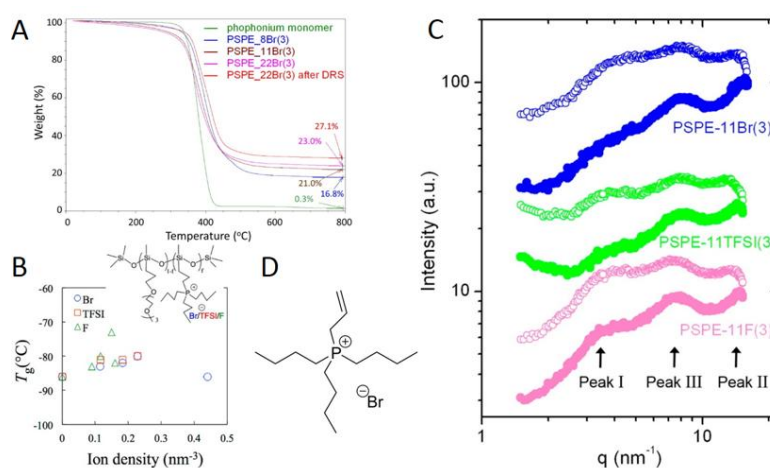 A
Weight (%)
100
80
60
40
20
0
phophonium monomer
PSPE_8Br(3)
PSPE_11Br(3)
PSPE_22Br(3)
PSPE_22Br(3) after DRS
27.1%
23.0%
21.0%
16.8%
0.3%
0 200 400 600 800
Temperature (°C)
B
Tg(°C)
-60
-70
-80
-90
-100
Br
TFSI
F
Br/TFSI/F
0 0.1 0.2 0.3 0.4 0.5
Ion density (nm-3)
D
P
Br
C
Intensity (a.u.)
100
10
PSPE-11Br(3)
PSPE-11TFSI(3
PSPE-11F(3)
Peak I Peak III Peak II
1 10
q (nm-1)